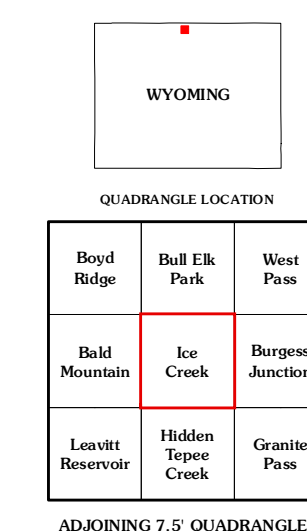 WYOMING
QUADRANGLE LOCATION
Boyd
Ridge
Bull Elk
Park
West
Pass
Bald
Mountain
Ice
Creek
Burgess
Junction
Leavitt
Reservoir
Hidden
Tepee
Creek
Granite
Pass
ADJOINING 7.5' QUADRANGLE